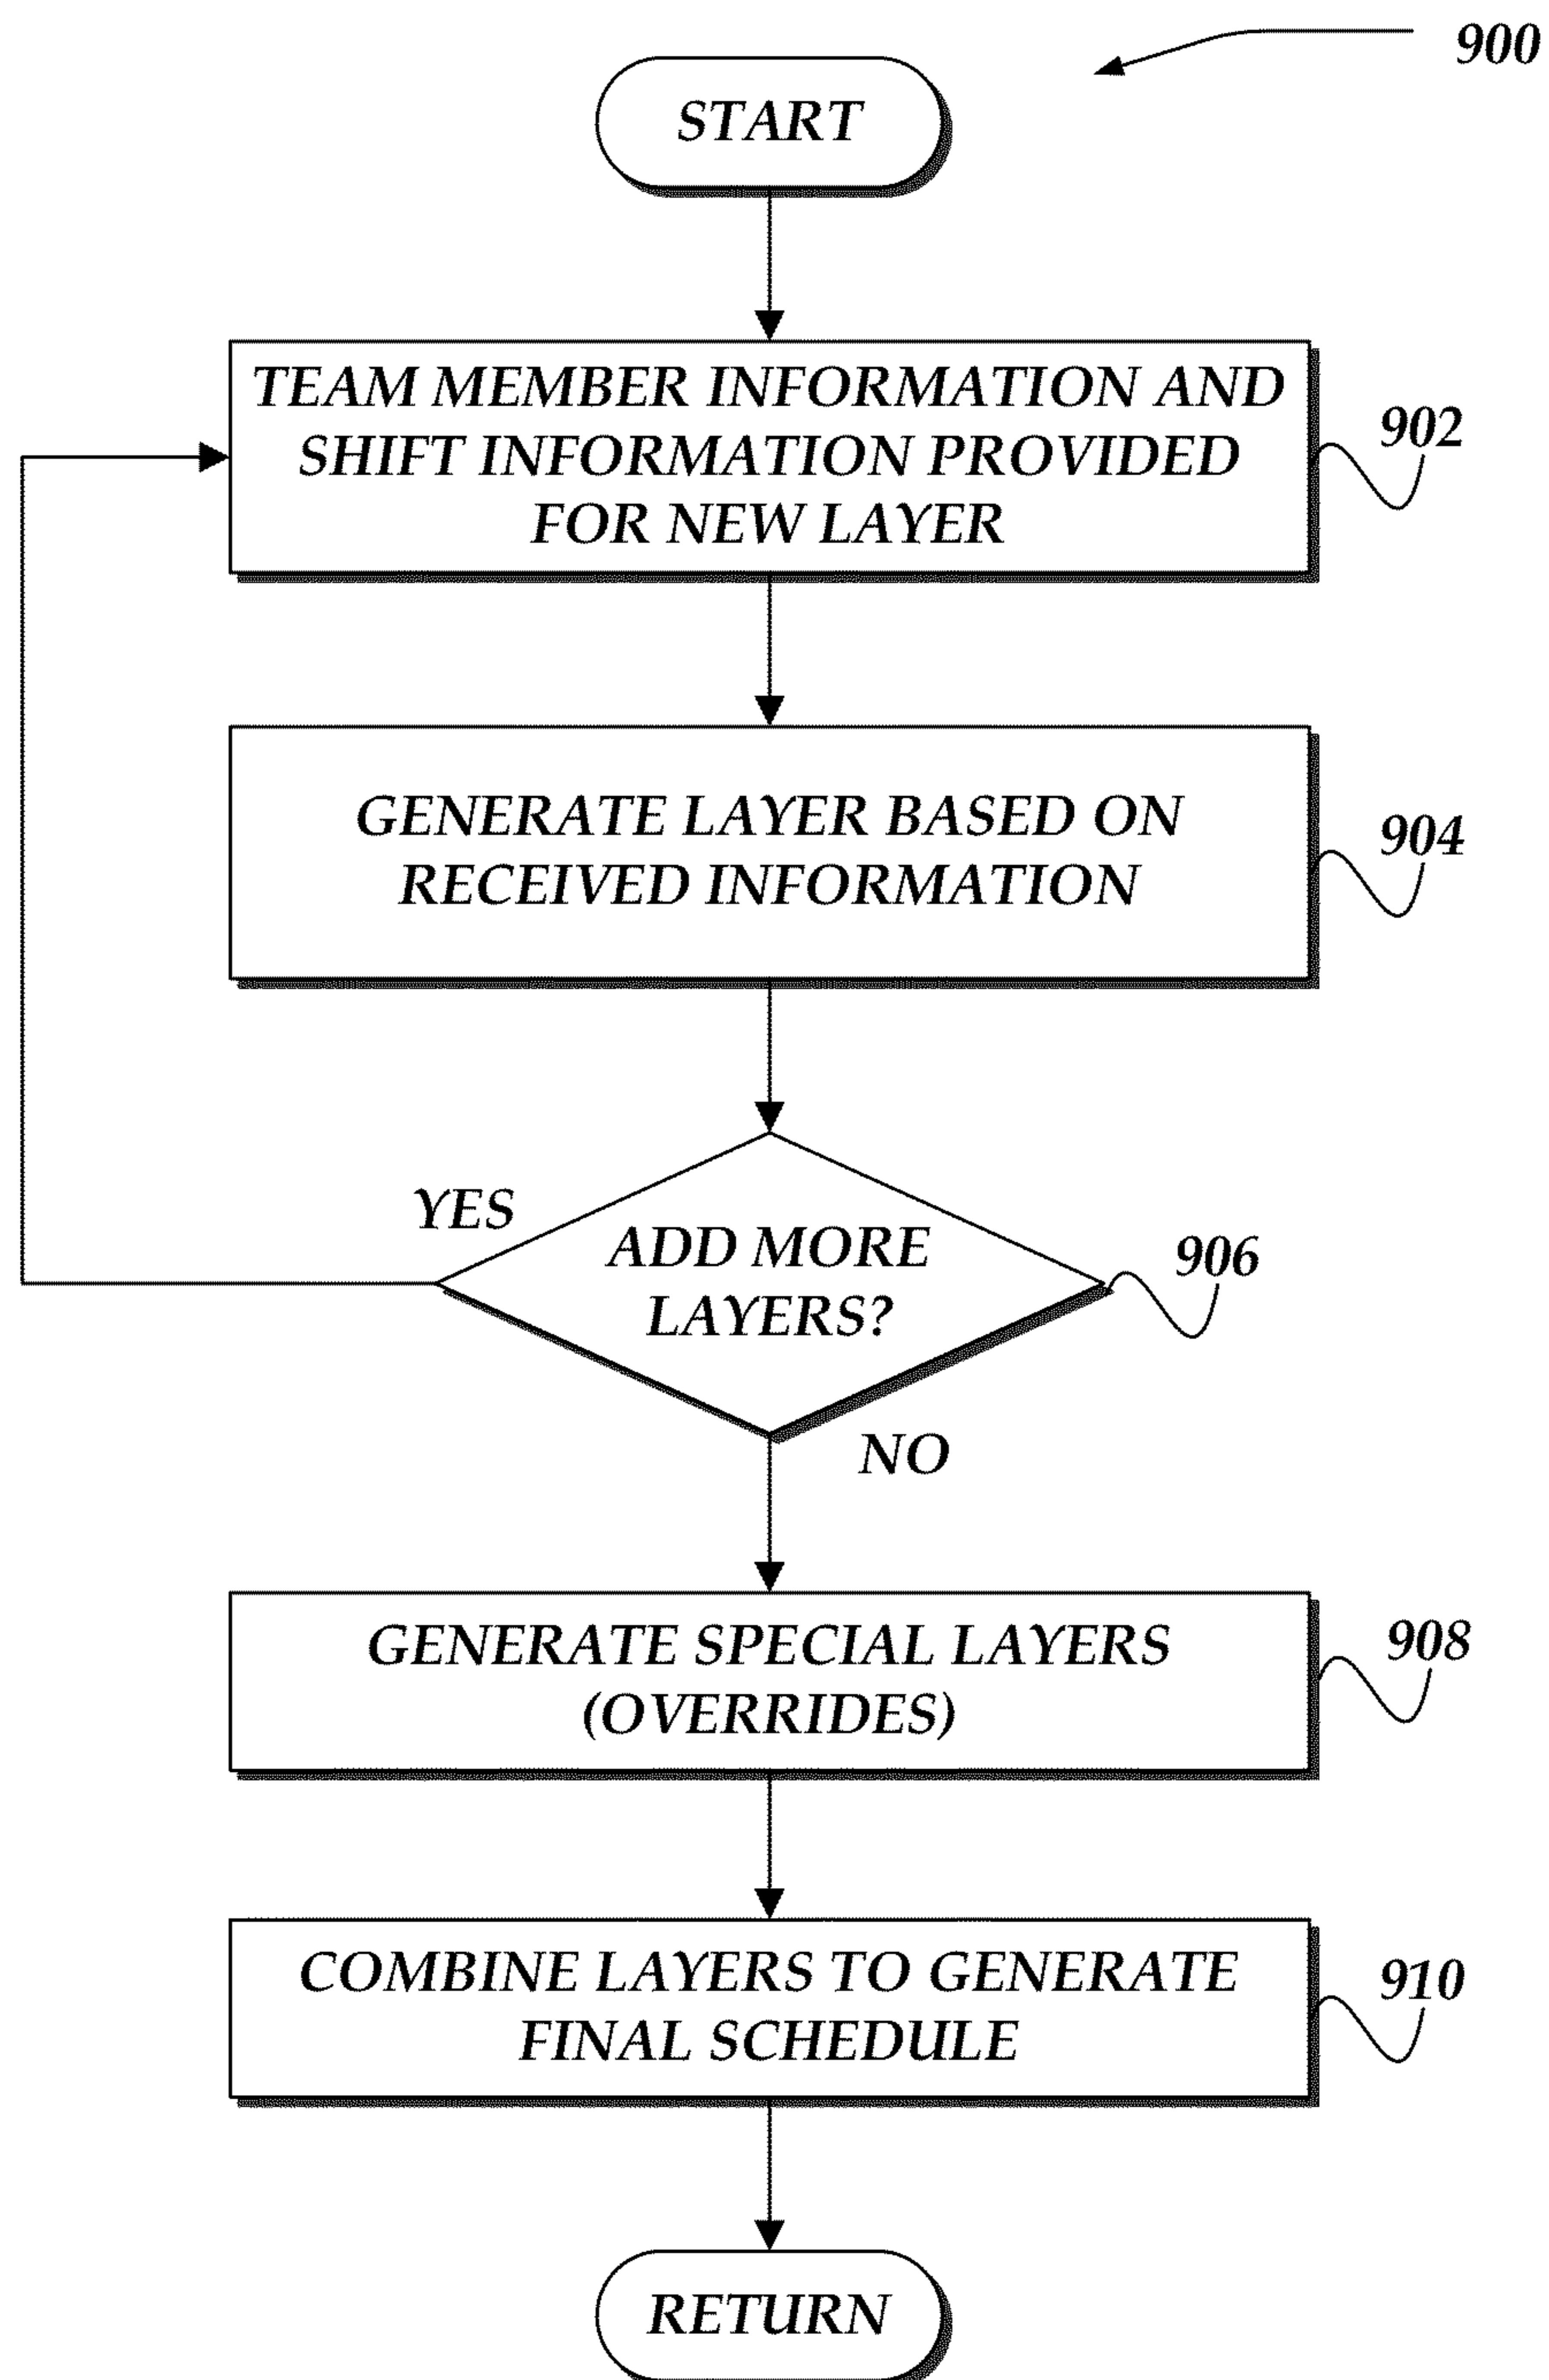 900
START
TEAM MEMBER INFORMATION AND
SHIFT INFORMATION PROVIDED
FOR NEW LAYER
902
GENERATE LAYER BASED ON
RECEIVED INFORMATION
904
YES
ADD MORE
LAYERS?
906
NO
GENERATE SPECIAL LAYERS
(OVERRIDES)
908
COMBINE LAYERS TO GENERATE
FINAL SCHEDULE
910
RETURN